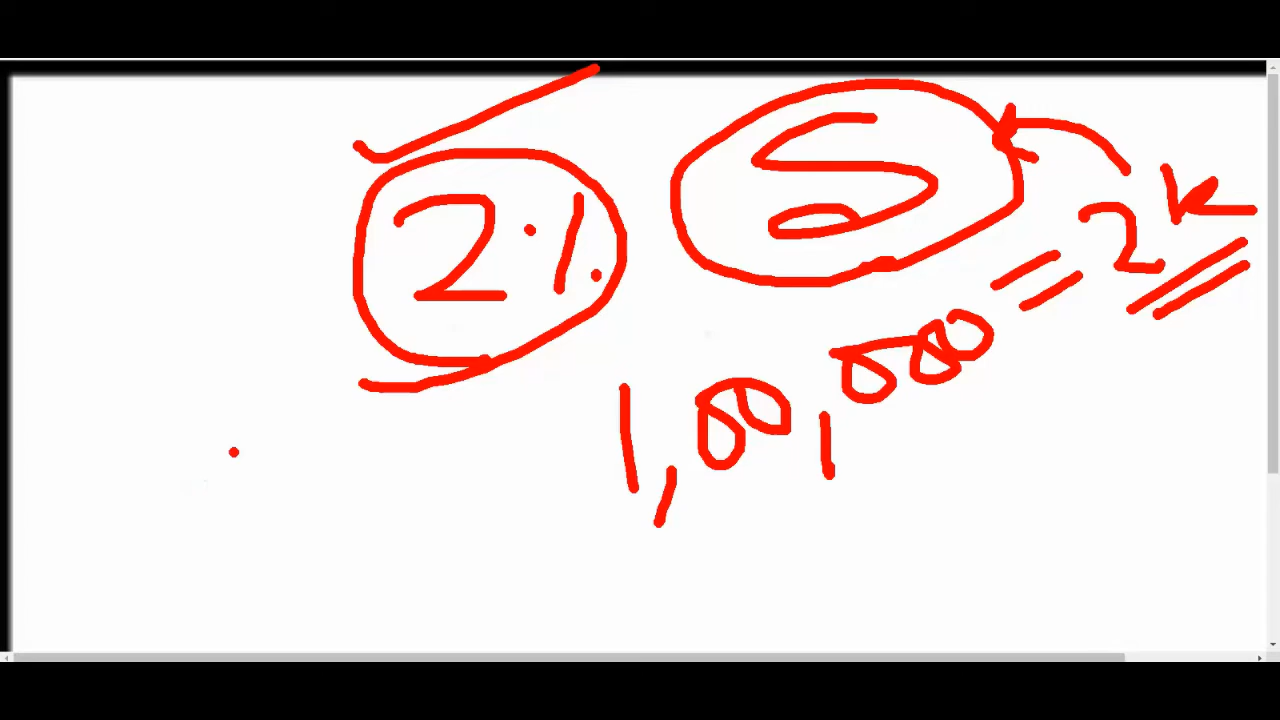 2% S
1,00,000 = 2k